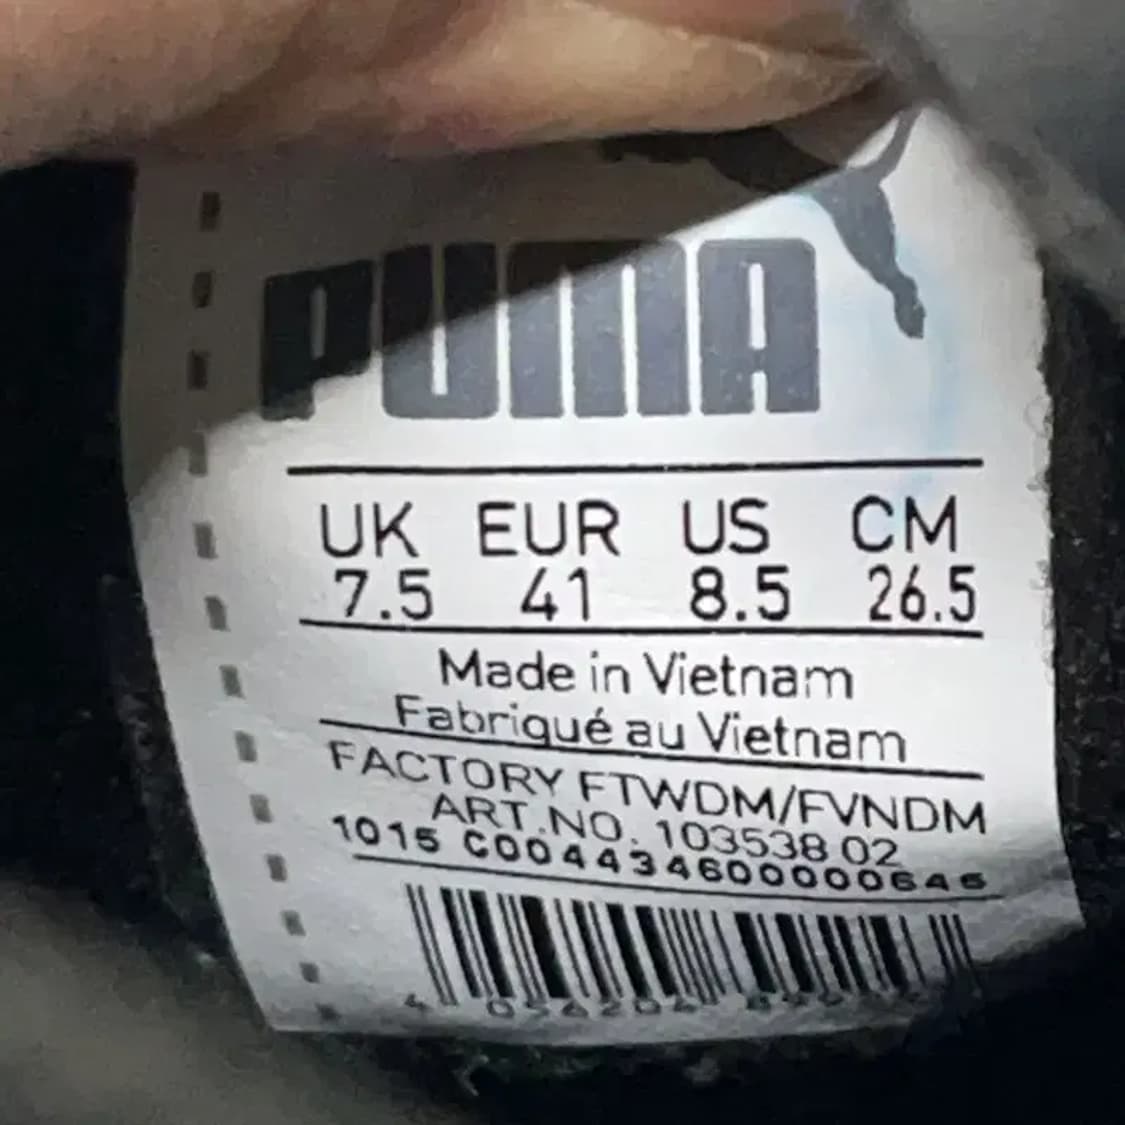 PUMA
UK EUR US CM
7.5 41 8.5 26.5
Made in Vietnam
Fabriqué au Vietnam
FACTORY FTWDM/FVNDM
ART.NO. 103538 02
1015 C004434600000646